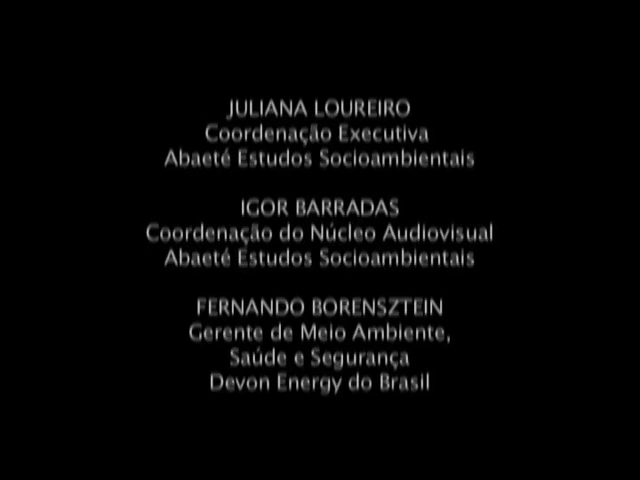 JULIANA LOUREIRO
Coordenação Executiva
Abaeté Estudos Socioambientais
IGOR BARRADAS
Coordenação do Núcleo Audiovisual
Abaeté Estudos Socioambientais
FERNANDO BORENSZTEIN
Gerente de Meio Ambiente,
Saúde e Segurança
Devon Energy do Brasil